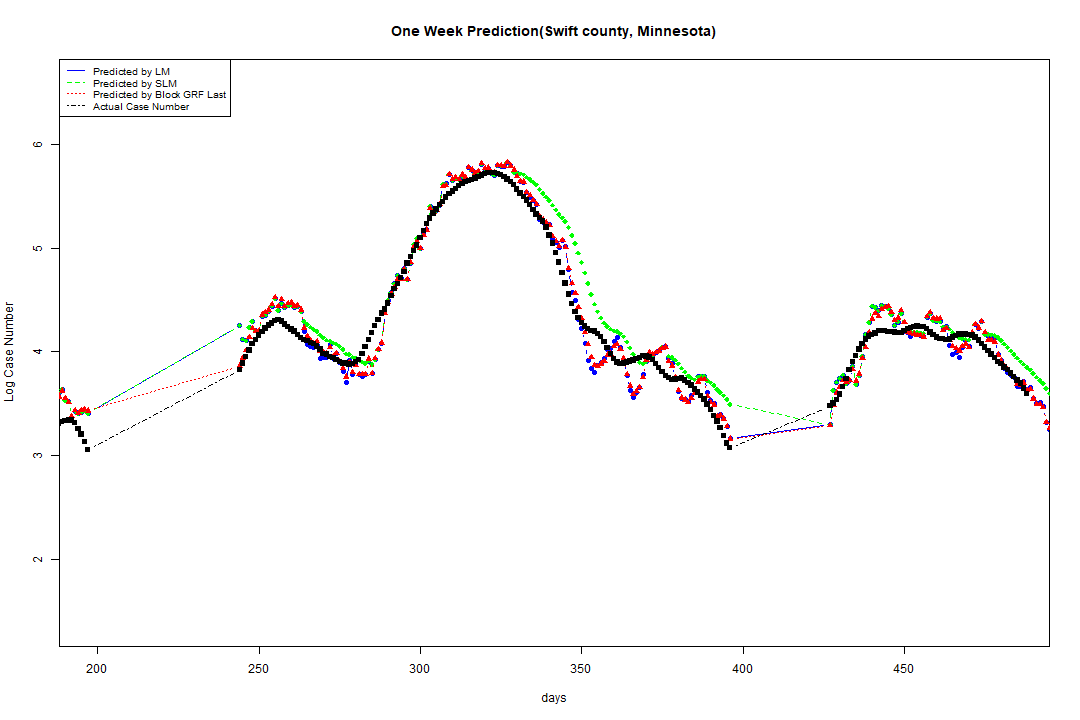 One Week Prediction(Swift county, Minnesota)
Predicted by LM
Predicted by SLM
Predicted by Block GRF Last
Actual Case Number
Log Case Number
6
5
4
3
2
200
250
300
350
400
450
days